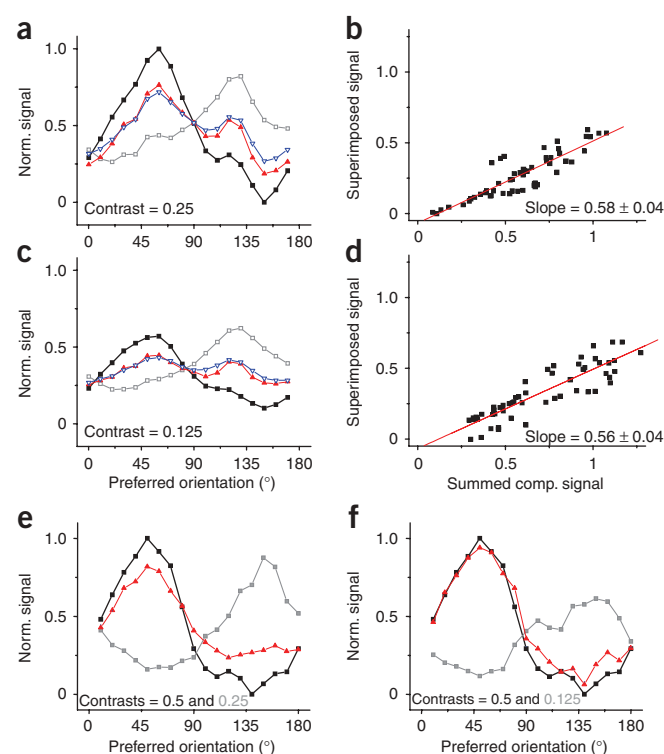 a
Norm. signal
1.0
0.5
0
Contrast = 0.25
0 45 90 135 180
b
Superimposed signal
1.0
0.5
0
Slope = 0.58 ± 0.04
0 0.5 1
c
Norm. signal
1.0
0.5
0
Contrast = 0.125
0 45 90 135 180
Preferred orientation (°)
d
Superimposed signal
1.0
0.5
0
Slope = 0.56 ± 0.04
0 0.5 1
Summed comp. signal
e
Norm. signal
1.0
0.5
0
Contrasts = 0.5 and 0.25
0 45 90 135 180
Preferred orientation (°)
f
Norm. signal
1.0
0.5
0
Contrasts = 0.5 and 0.125
0 45 90 135 180
Preferred orientation (°)